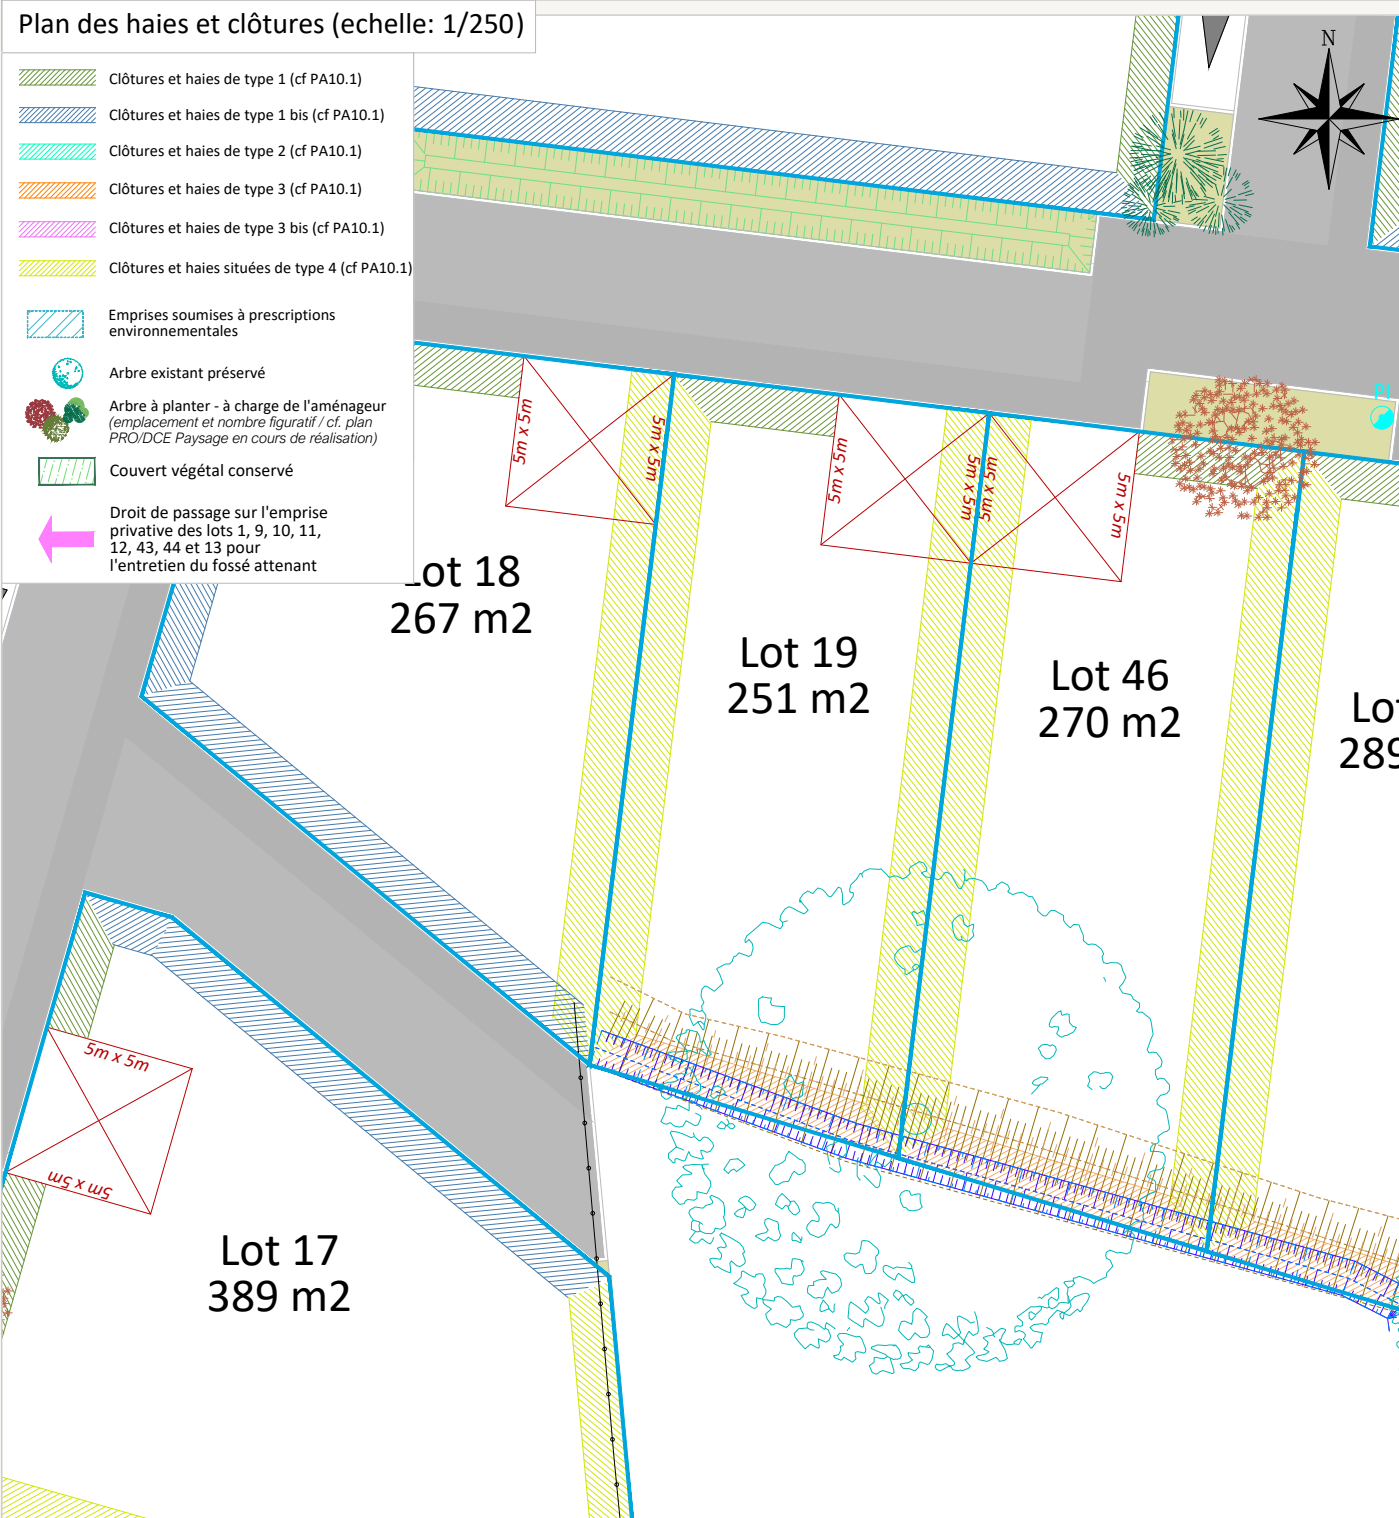 Plan des haies et clôtures (echelle: 1/250)
Clôtures et haies de type 1 (cf PA10.1)
Clôtures et haies de type 1 bis (cf PA10.1)
Clôtures et haies de type 2 (cf PA10.1)
Clôtures et haies de type 3 (cf PA10.1)
Clôtures et haies de type 3 bis (cf PA10.1)
Clôtures et haies situées de type 4 (cf PA10.1)
Emprises soumises à prescriptions
environnementales
Arbre existant préservé
Arbre à planter - à charge de l'aménageur
(emplacement et nombre figuratif / cf. plan
PRO/DCE Paysage en cours de réalisation)
Couvert végétal conservé
Droit de passage sur l'emprise
privative des lots 1, 9, 10, 11,
12, 43, 44 et 13 pour
l'entretien du fossé attenant
N
PI
5m x 5m
5m x 5m
5m x 5m
5m x 5m
5m x 5m
5m x 5m
Lot 18
267 m2
Lot 19
251 m2
Lot 46
270 m2
Lot
289
5m x 5m
5m x 5m
Lot 17
389 m2